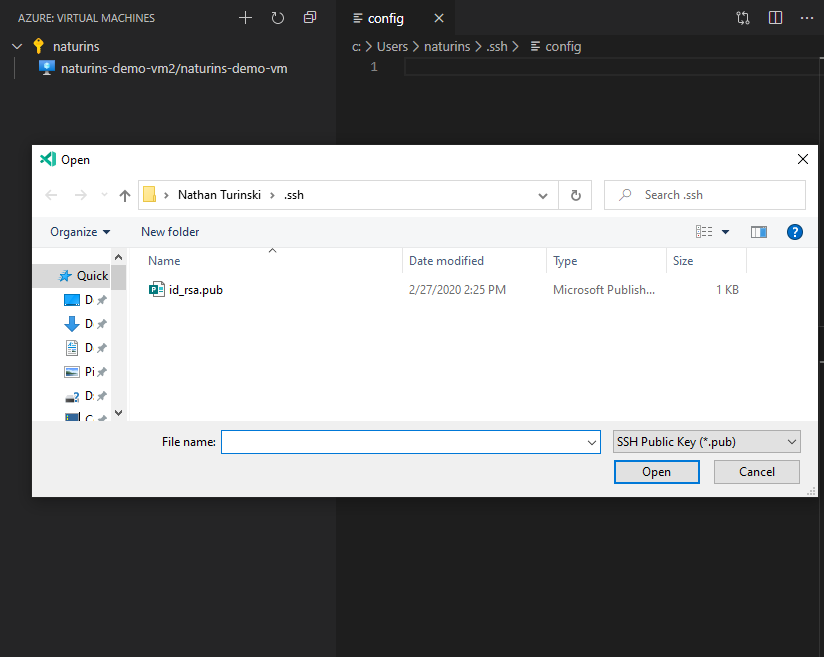 AZURE: VIRTUAL MACHINES
config
naturins
naturins-demo-vm2/naturins-demo-vm
c: > Users > naturins > .ssh > config
1
Open
Nathan Turinski > .ssh
Search .ssh
Organize
New folder
?
Name
Date modified
Type
Size
Quick
D
D
D
Pi
D:
id_rsa.pub
2/27/2020 2:25 PM
Microsoft Publish...
1 KB
File name:
SSH Public Key (*.pub)
Open
Cancel